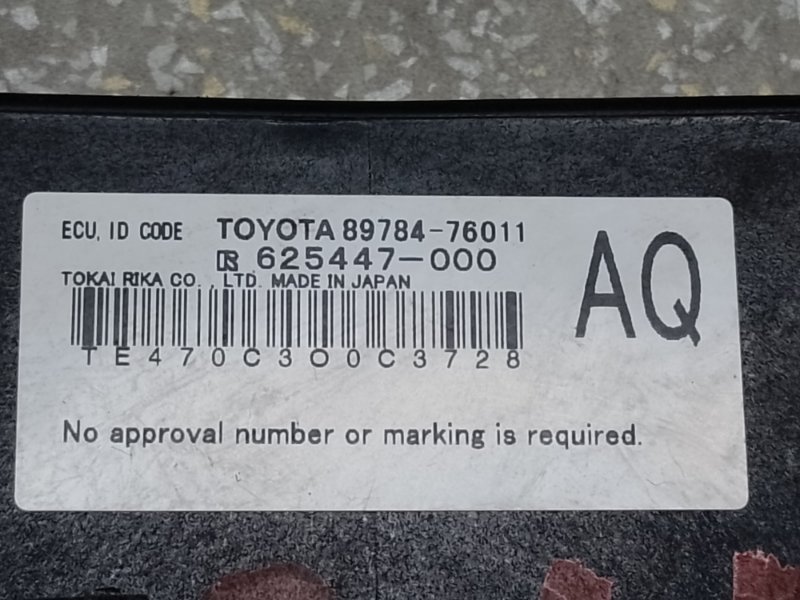 ECU, ID CODE TOYOTA 89784-76011
625447-000
TOKAI RIKA CO., LTD. MADE IN JAPAN
TE470C300C3728
No approval number or marking is required.
AQ